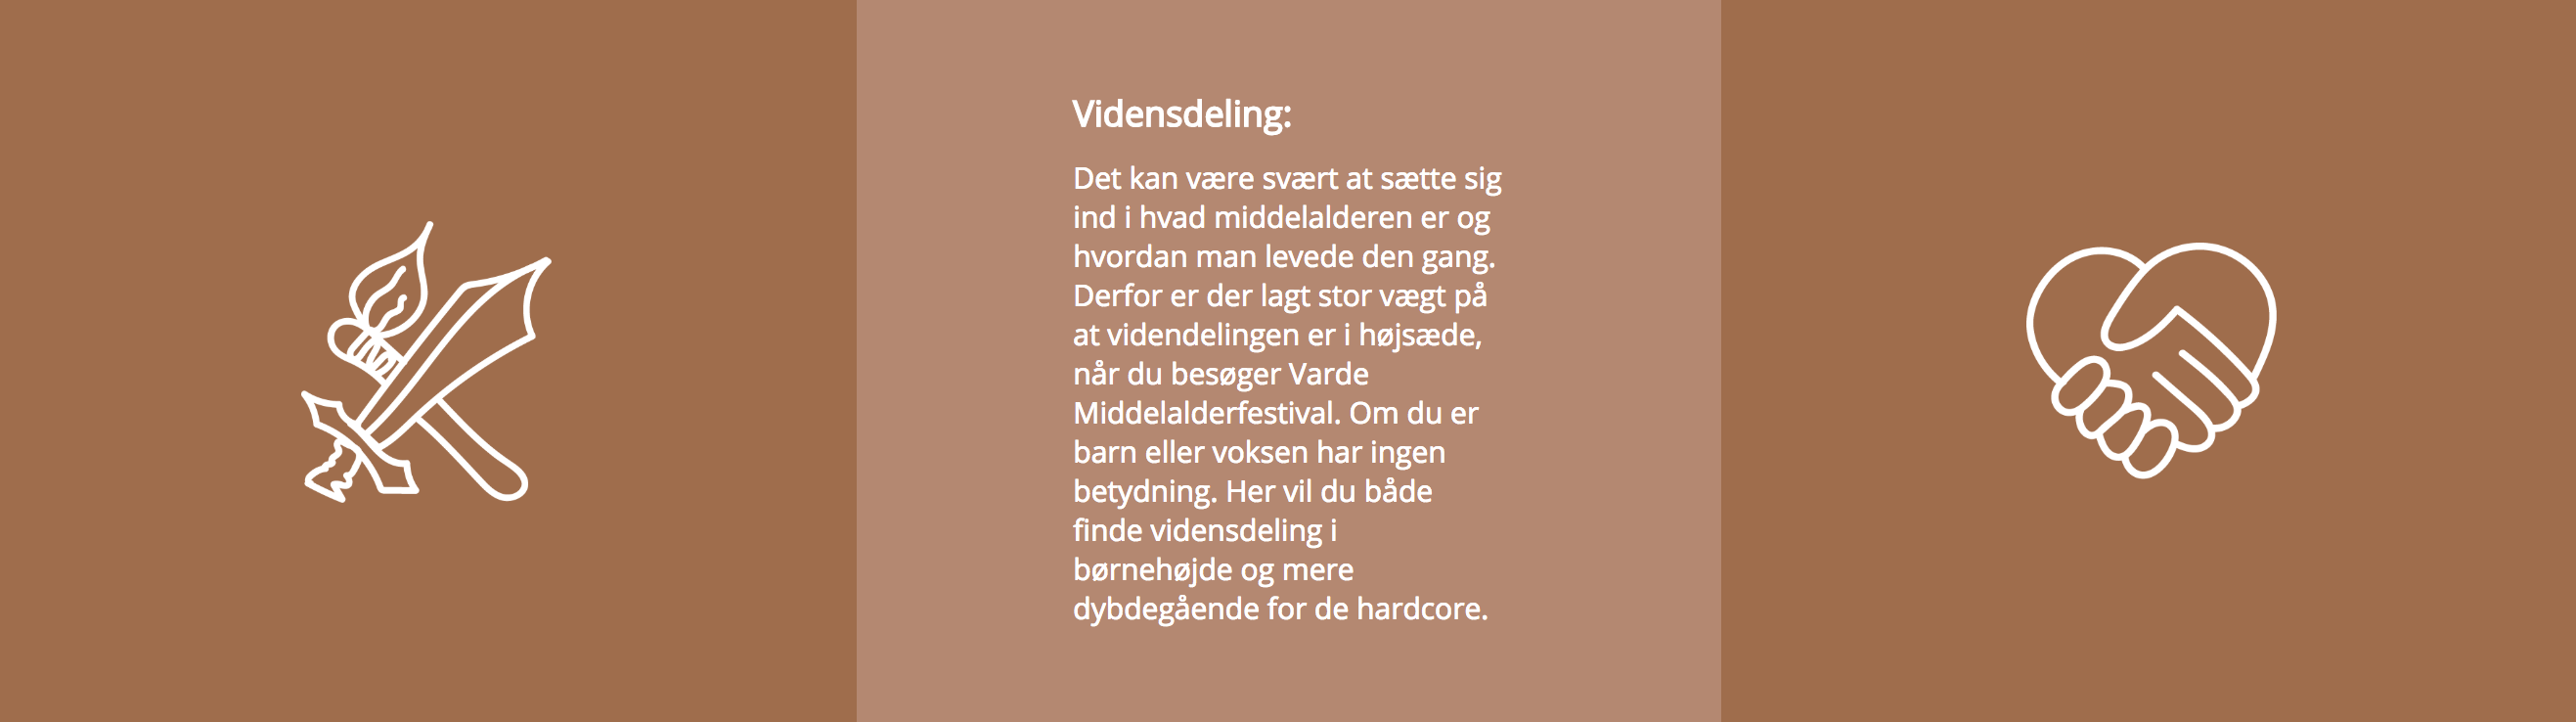 Vidensdeling:
Det kan være svært at sætte sig
ind i hvad middelalderen er og
hvordan man levede den gang.
Derfor er der lagt stor vægt på
at videndelingen er i højsæde,
når du besøger Varde
Middelalderfestival. Om du er
barn eller voksen har ingen
betydning. Her vil du både
finde vidensdeling i
børnehøjde og mere
dybdegående for de hardcore.